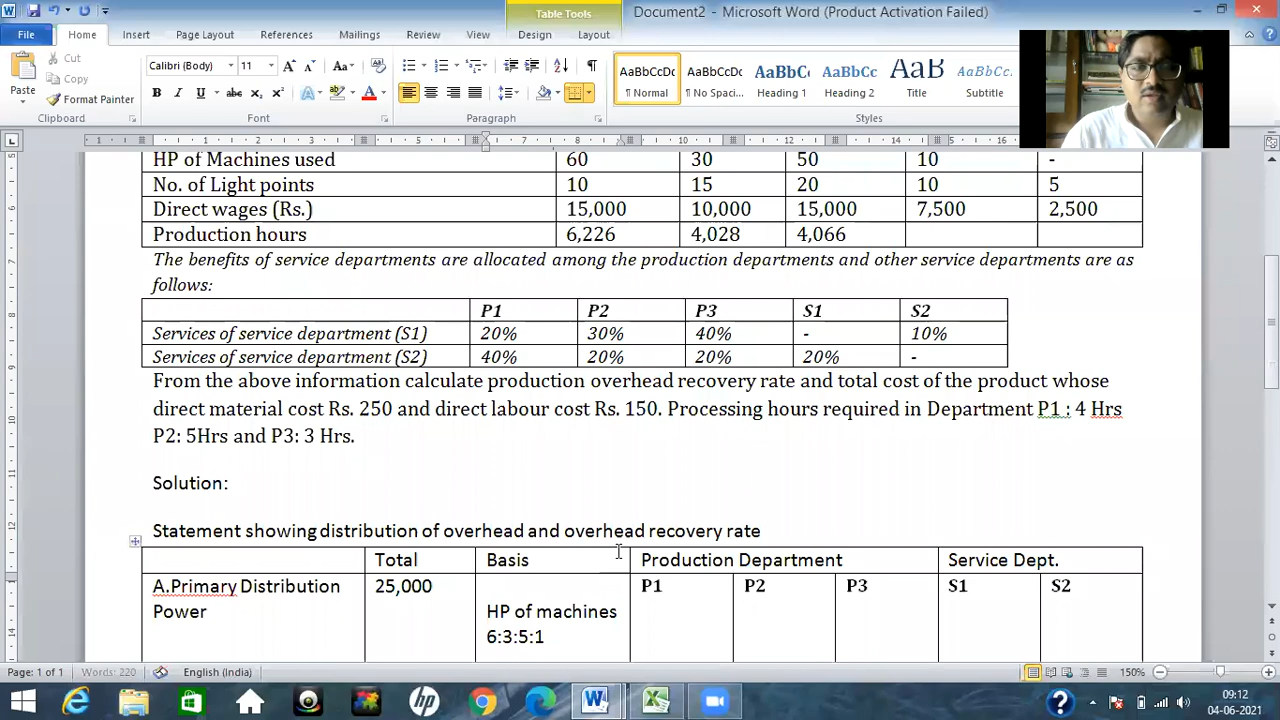 Table Tools
Document2 - Microsoft Word (Product Activation Failed)
File Home Insert Page Layout References Mailings Review View Design Layout
Paste Cut Copy Format Painter
Calibri (Body) 11
AaBbCcDc AaBbCcDc AaBbCc AaBbCc AaB AaBbCcDc
¶ Normal ¶ No Spaci... Heading 1 Heading 2 Title Subtitle
Clipboard Font Paragraph Styles
HP of Machines used 60 30 50 10 -
No. of Light points 10 15 20 10 5
Direct wages (Rs.) 15,000 10,000 15,000 7,500 2,500
Production hours 6,226 4,028 4,066
The benefits of service departments are allocated among the production departments and other service departments are as
follows:
P1 P2 P3 S1 S2
Services of service department (S1) 20% 30% 40% - 10%
Services of service department (S2) 40% 20% 20% 20% -
From the above information calculate production overhead recovery rate and total cost of the product whose
direct material cost Rs. 250 and direct labour cost Rs. 150. Processing hours required in Department P1 : 4 Hrs
P2: 5Hrs and P3: 3 Hrs.
Solution:
Statement showing distribution of overhead and overhead recovery rate
Total Basis Production Department Service Dept.
A.Primary Distribution 25,000 P1 P2 P3 S1 S2
Power HP of machines
6:3:5:1
Page: 1 of 1 Words: 220 English (India) 150%
09:12
04-06-2021